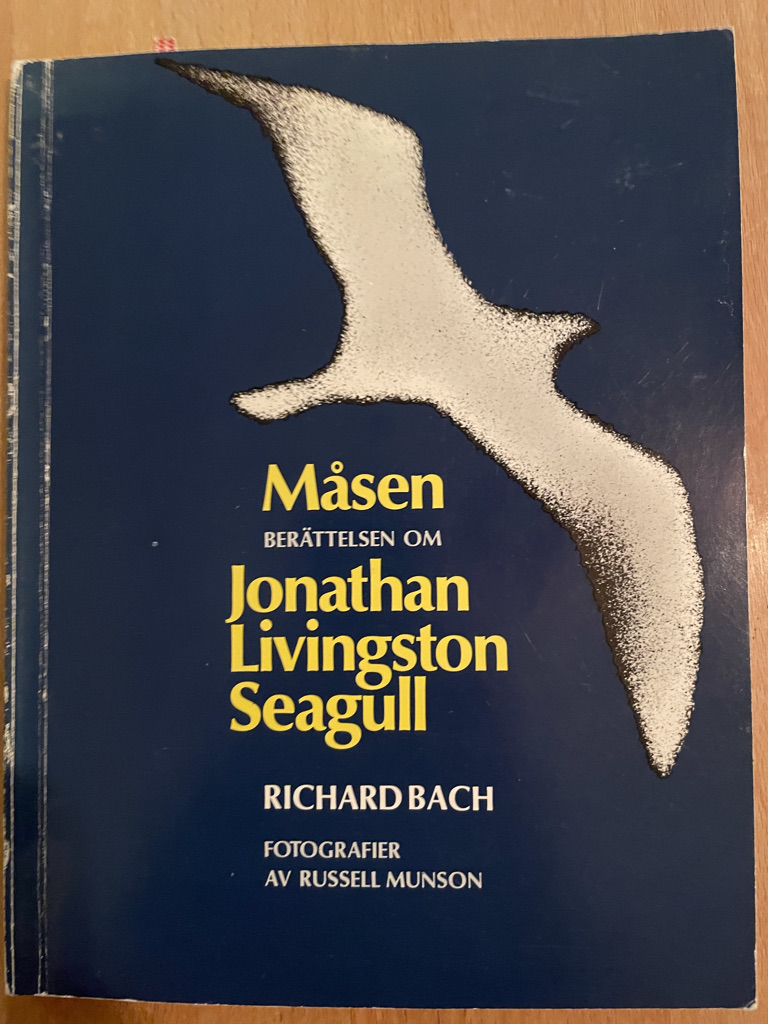 Måsen
BERÄTTELSEN OM
Jonathan
Livingston
Seagull
RICHARD BACH
FOTOGRAFIER
AV RUSSELL MUNSON